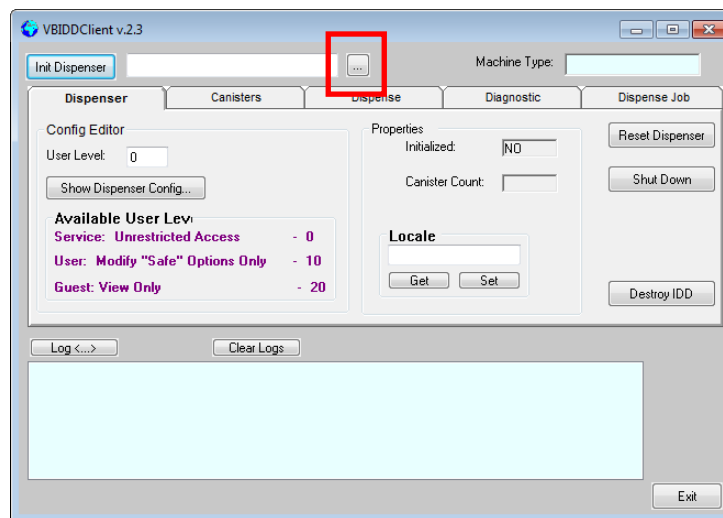 VBIDDClient v.2.3
Init Dispenser ... Machine Type:
Dispenser Canisters Dispense Diagnostic Dispense Job
Config Editor
User Level: 0
Show Dispenser Config...
Available User Lev
Service: Unrestricted Access - 0
User: Modify "Safe" Options Only - 10
Guest: View Only - 20
Properties
Initialized: NO
Canister Count:
Locale
Get Set
Reset Dispenser
Shut Down
Destroy IDD
Log <...> Clear Logs
Exit